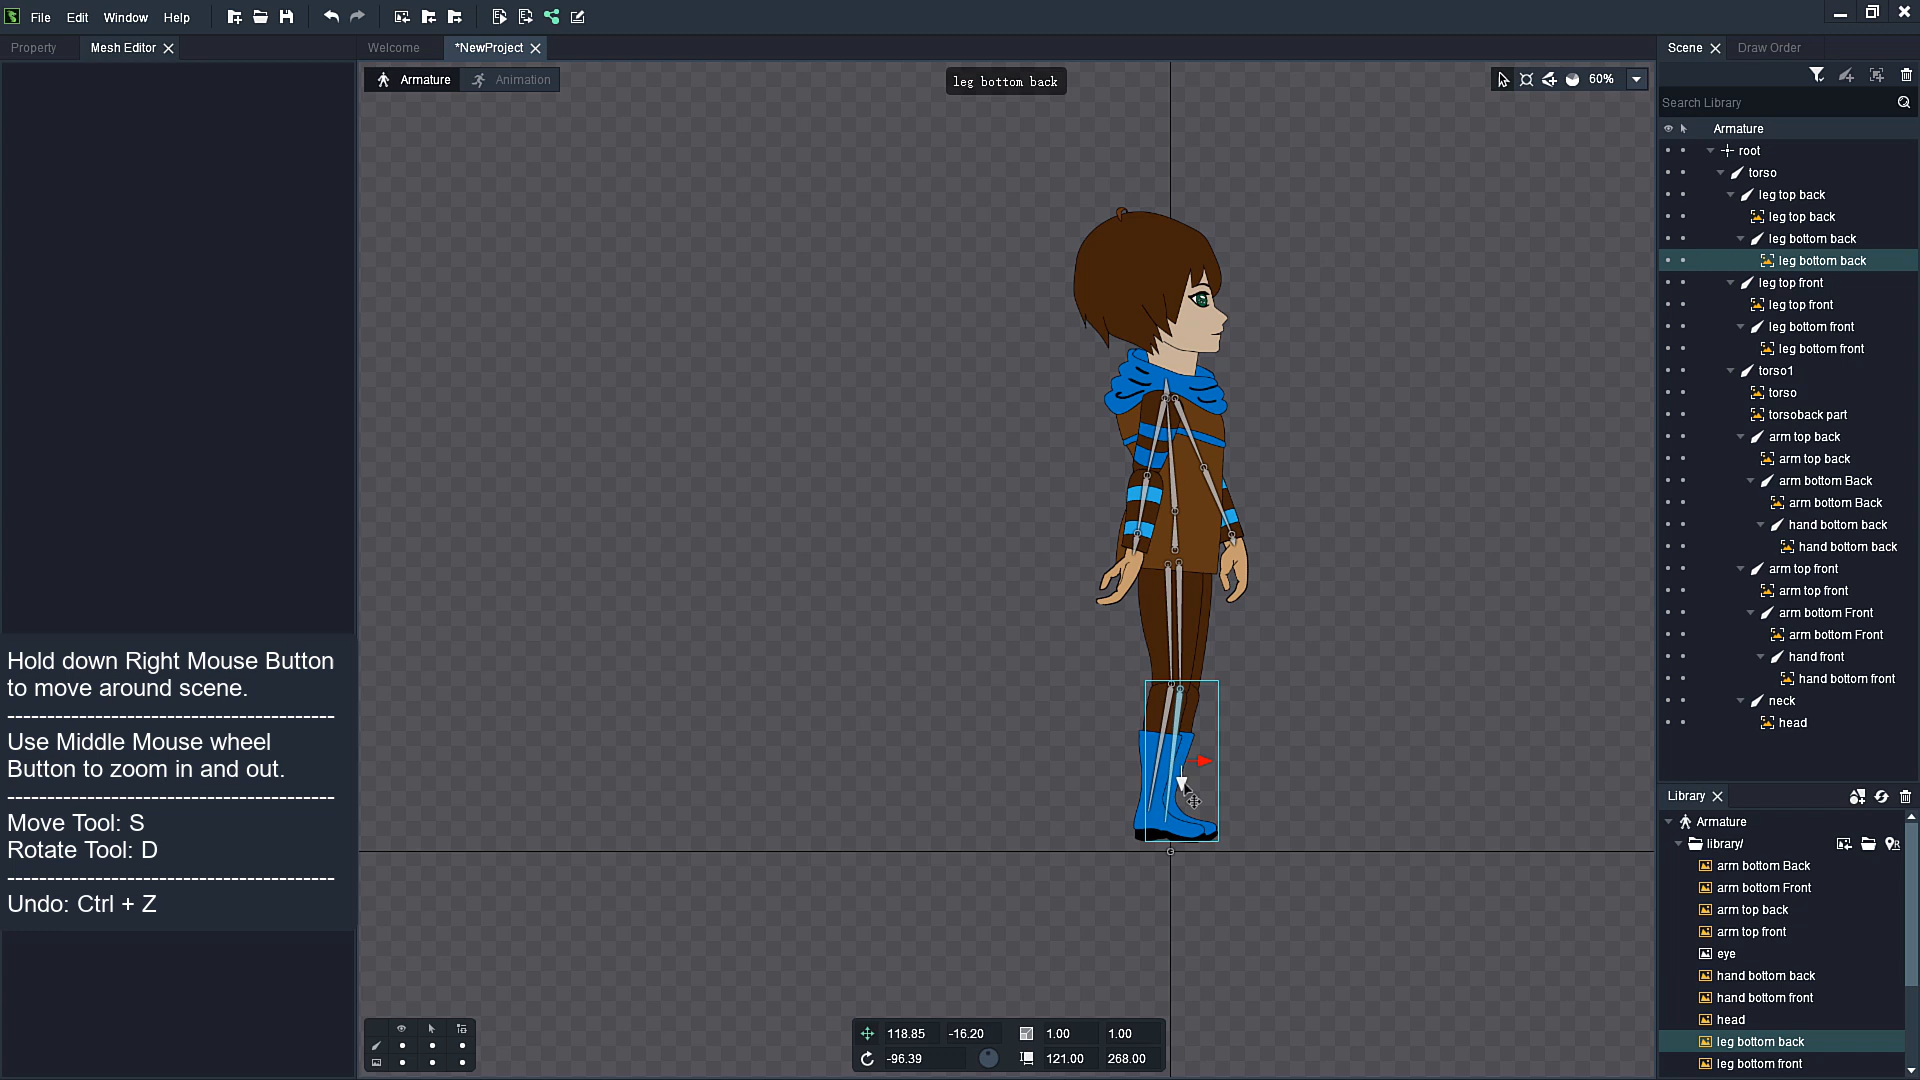 File Edit Window Help
Property Mesh Editor Welcome *NewProject Scene Draw Order
Armature Animation leg bottom back 60%
Search Library
Armature
root
torso
leg top back
leg top back
leg bottom back
leg bottom back
leg top front
leg top front
leg bottom front
leg bottom front
torso1
torso
torsoback part
arm top back
arm top back
arm bottom Back
arm bottom Back
hand bottom back
hand bottom back
arm top front
arm top front
arm bottom Front
arm bottom Front
hand front
hand bottom front
neck
head
Hold down Right Mouse Button
to move around scene.
-----------------------------------------
Use Middle Mouse wheel
Button to zoom in and out.
-----------------------------------------
Move Tool: S
Rotate Tool: D
-----------------------------------------
Undo: Ctrl + Z
118.85 -16.20 1.00 1.00
-96.39 121.00 268.00
Library
Armature
library/
arm bottom Back
arm bottom Front
arm top back
arm top front
eye
hand bottom back
hand bottom front
head
leg bottom back
leg bottom front